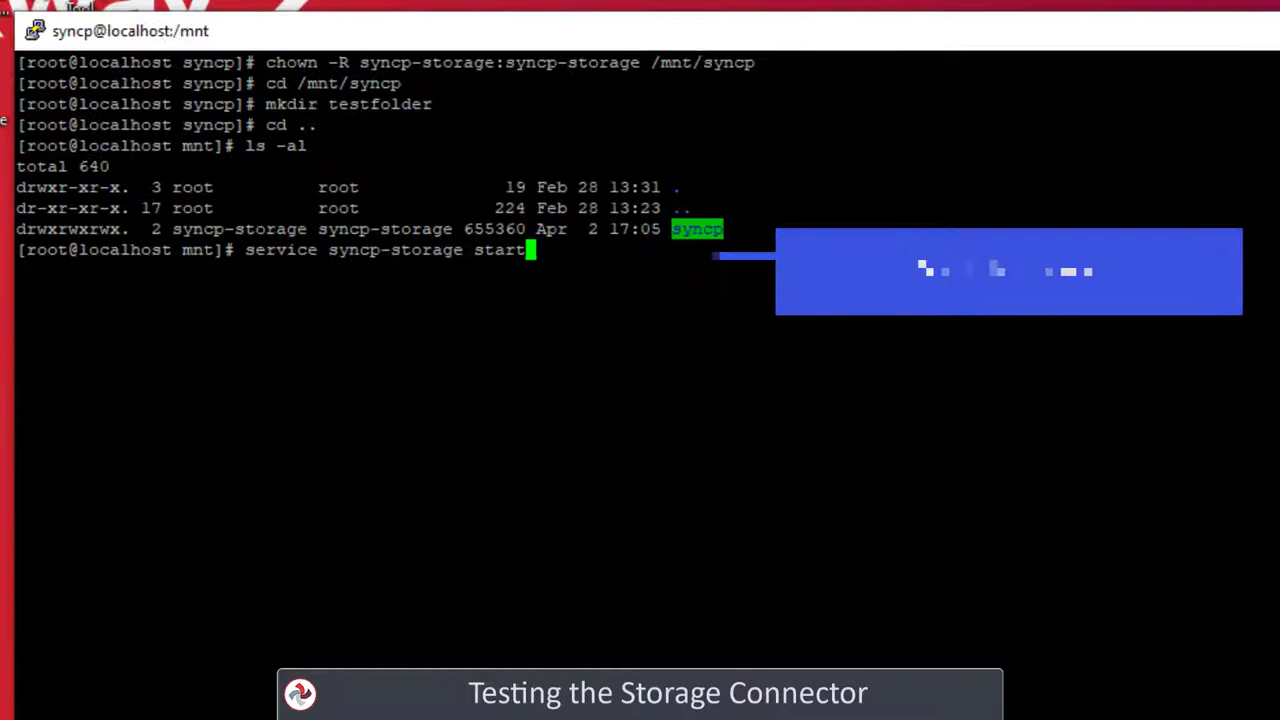 syncp@localhost:/mnt
[root@localhost syncp]# chown -R syncp-storage:syncp-storage /mnt/syncp
[root@localhost syncp]# cd /mnt/syncp
[root@localhost syncp]# mkdir testfolder
[root@localhost syncp]# cd ..
[root@localhost mnt]# ls -al
total 640
drwxr-xr-x. 3 root root 19 Feb 28 13:31 .
dr-xr-xr-x. 17 root root 224 Feb 28 13:23 ..
drwxrwxrwx. 2 syncp-storage syncp-storage 655360 Apr 2 17:05 syncp
[root@localhost mnt]# service syncp-storage start
Testing the Storage Connector